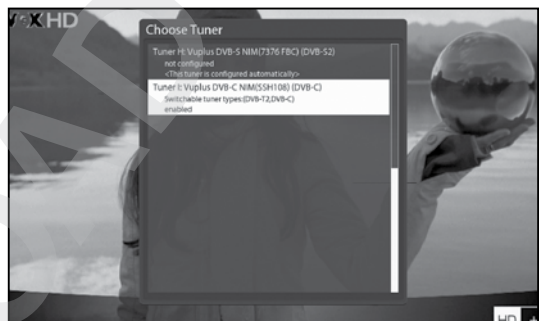 VOXHD
Choose Tuner
Tuner H: Vuplus DVB-S NIM(7376 FBC) (DVB-S2)
not configured
<This tuner is configured automatically>
Tuner I: Vuplus DVB-C NIM(SSH108) (DVB-C)
Switchable tuner types:(DVB-T2,DVB-C)
enabled
HD +